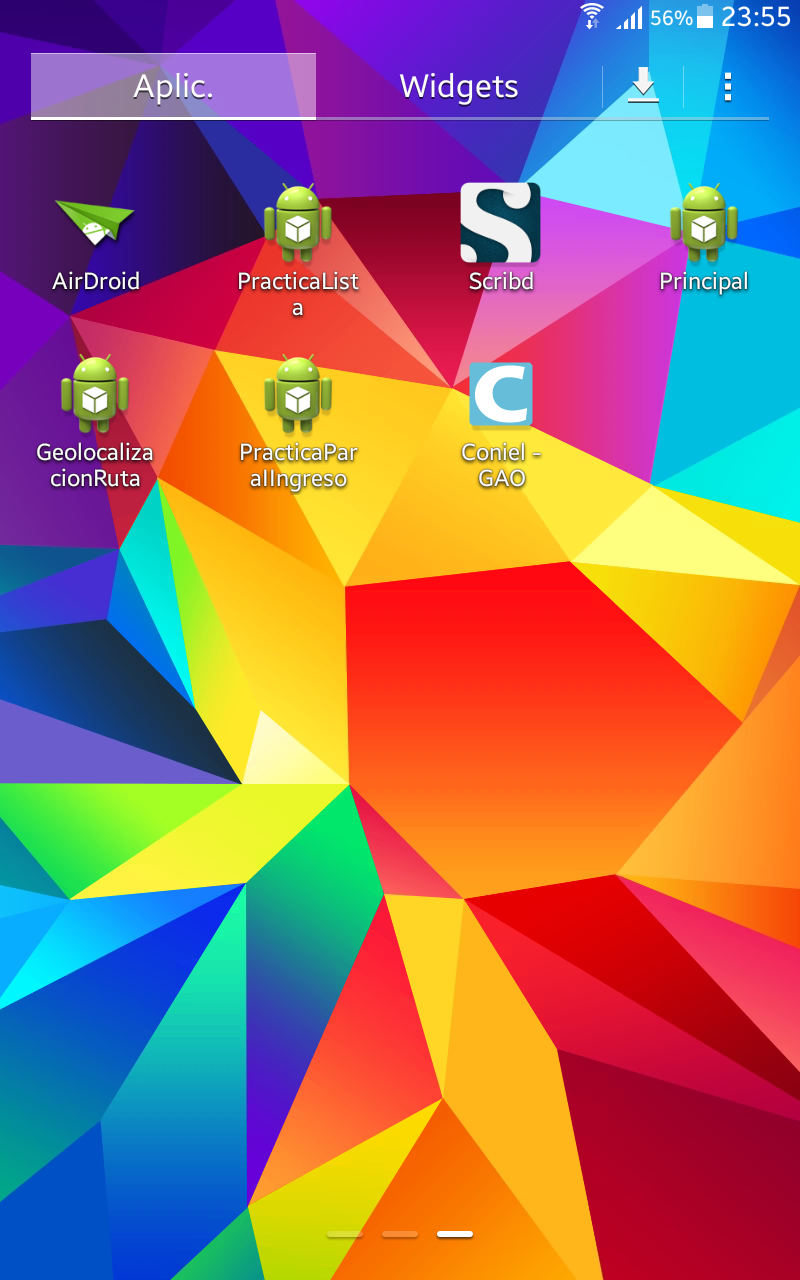 56% 23:55
Aplic. Widgets
AirDroid
PracticaList
a
Scribd
Principal
Geolocaliza
cionRuta
PracticaPar
aIIngreso
Coniel -
GAO